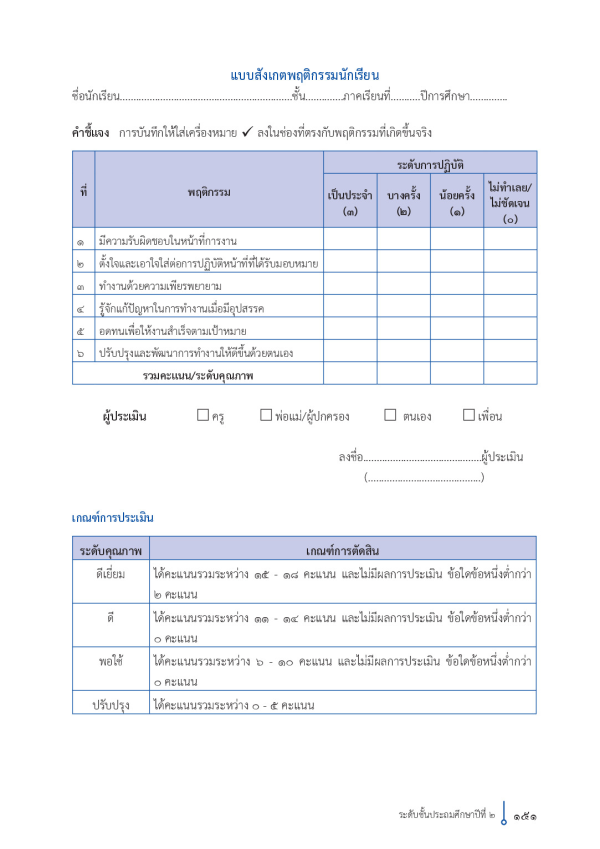 แบบสังเกตพฤติกรรมนักเรียน
ชื่อนักเรียน................................................................ชั้น..............ภาคเรียนที่...........ปีการศึกษา..............
คำชี้แจง การบันทึกให้ใส่เครื่องหมาย ✓ ลงในช่องที่ตรงกับพฤติกรรมที่เกิดขึ้นจริง
ที่ พฤติกรรม ระดับการปฏิบัติ
เป็นประจำ (๓) บางครั้ง (๒) น้อยครั้ง (๑) ไม่ทำเลย/ไม่ชัดเจน (๐)
๑ มีความรับผิดชอบในหน้าที่การงาน
๒ ตั้งใจและเอาใจใส่ต่อการปฏิบัติหน้าที่ที่ได้รับมอบหมาย
๓ ทำงานด้วยความเพียรพยายาม
๔ รู้จักแก้ปัญหาในการทำงานเมื่อมีอุปสรรค
๕ อดทนเพื่อให้งานสำเร็จตามเป้าหมาย
๖ ปรับปรุงและพัฒนาการทำงานให้ดีขึ้นด้วยตนเอง
รวมคะแนน/ระดับคุณภาพ
ผู้ประเมิน ☐ ครู ☐ พ่อแม่/ผู้ปกครอง ☐ ตนเอง ☐ เพื่อน
ลงชื่อ............................................ผู้ประเมิน
(..........................................)
เกณฑ์การประเมิน
ระดับคุณภาพ เกณฑ์การตัดสิน
ดีเยี่ยม ได้คะแนนรวมระหว่าง ๑๕ - ๑๘ คะแนน และไม่มีผลการประเมิน ข้อใดข้อหนึ่งต่ำกว่า
๒ คะแนน
ดี ได้คะแนนรวมระหว่าง ๑๑ - ๑๔ คะแนน และไม่มีผลการประเมิน ข้อใดข้อหนึ่งต่ำกว่า
๐ คะแนน
พอใช้ ได้คะแนนรวมระหว่าง ๖ - ๑๐ คะแนน และไม่มีผลการประเมิน ข้อใดข้อหนึ่งต่ำกว่า
๐ คะแนน
ปรับปรุง ได้คะแนนรวมระหว่าง ๐ - ๕ คะแนน
ระดับชั้นประถมศึกษาปีที่ ๒ ๑๕๑